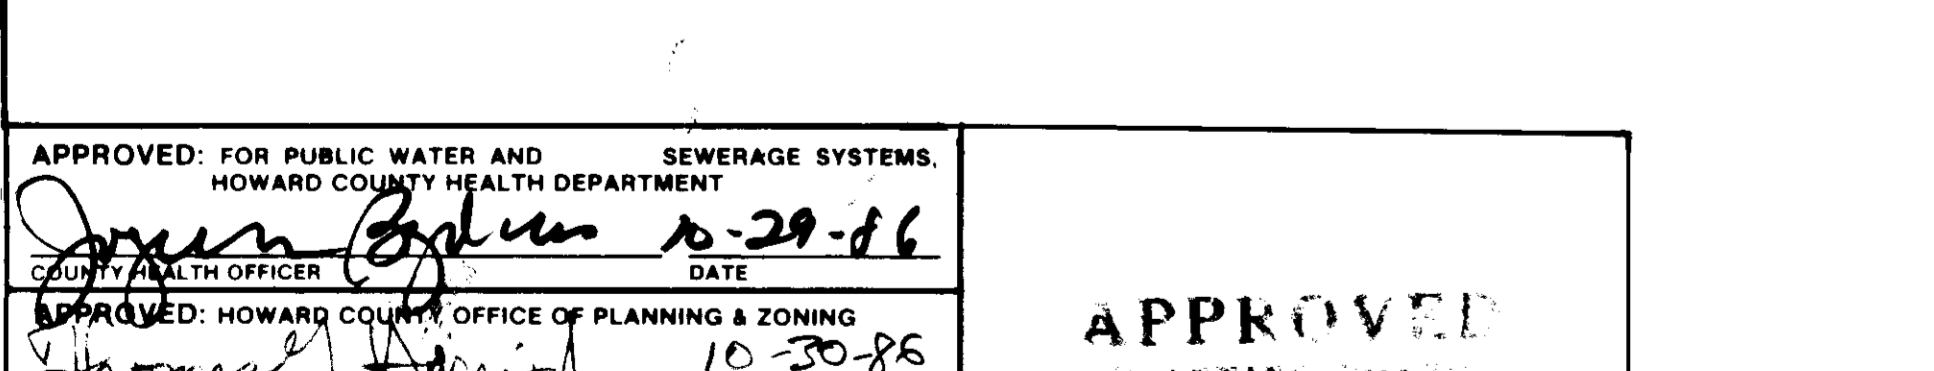 APPROVED: FOR PUBLIC WATER AND SEWERAGE SYSTEMS,
HOWARD COUNTY HEALTH DEPARTMENT
10-29-86
COUNTY HEALTH OFFICER DATE
APPROVED: HOWARD COUNTY OFFICE OF PLANNING & ZONING
10-30-86
APPROVED